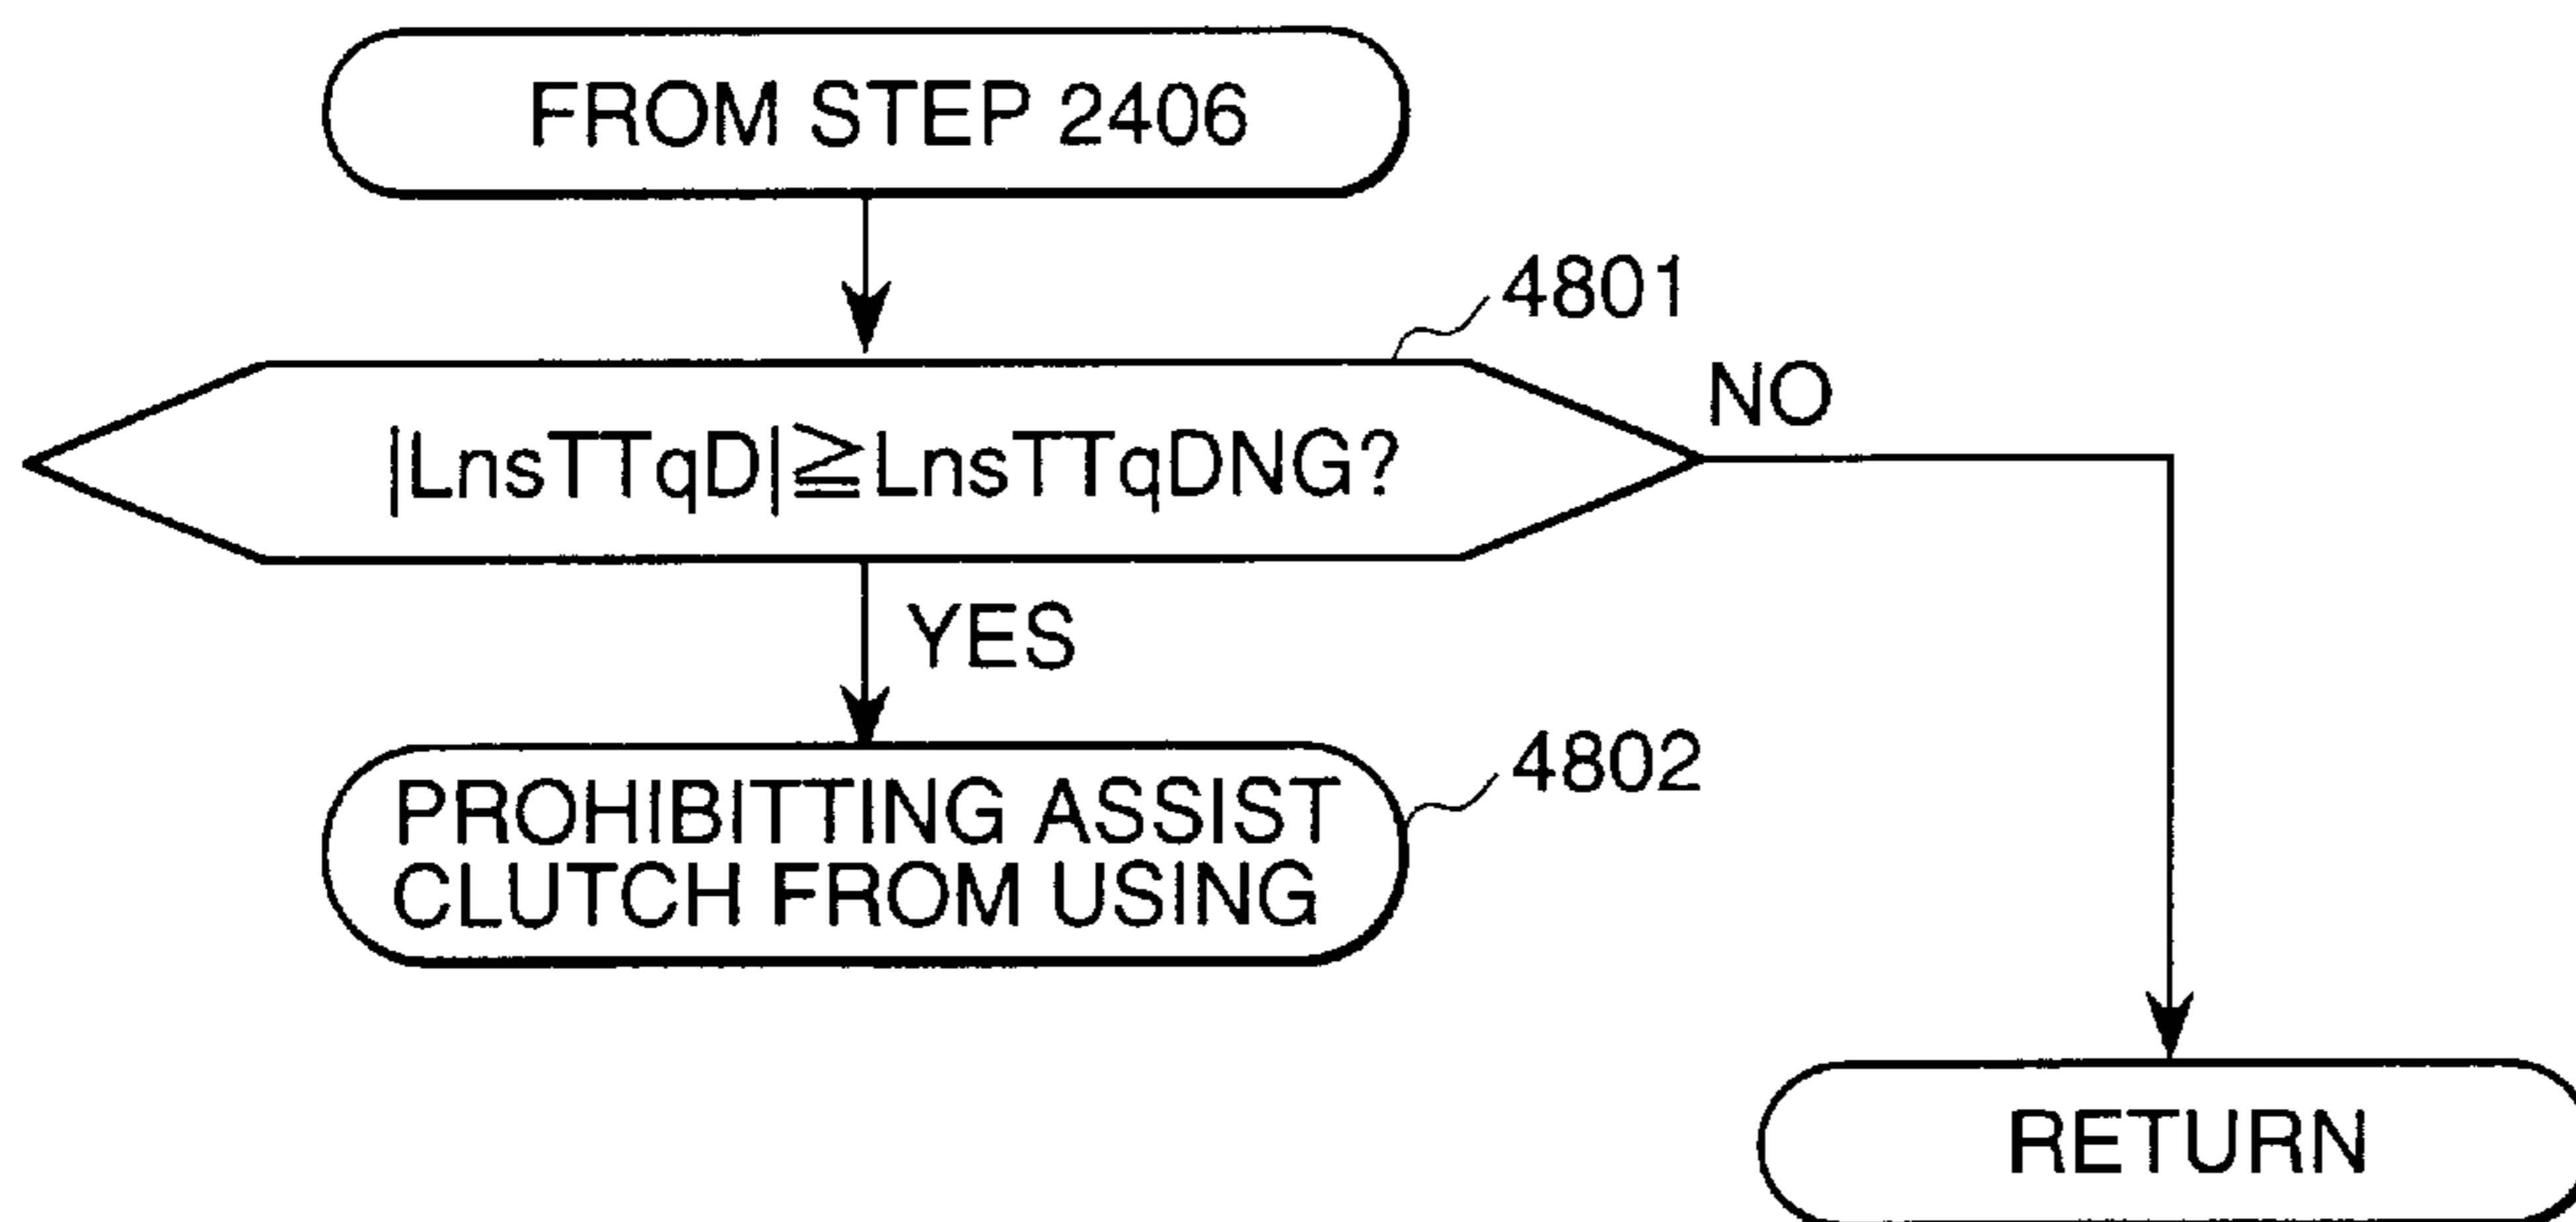 FROM STEP 2406
4801
NO
|LnsTTqD|≧LnsTTqDNG?
YES
4802
PROHIBITTING ASSIST
CLUTCH FROM USING
RETURN